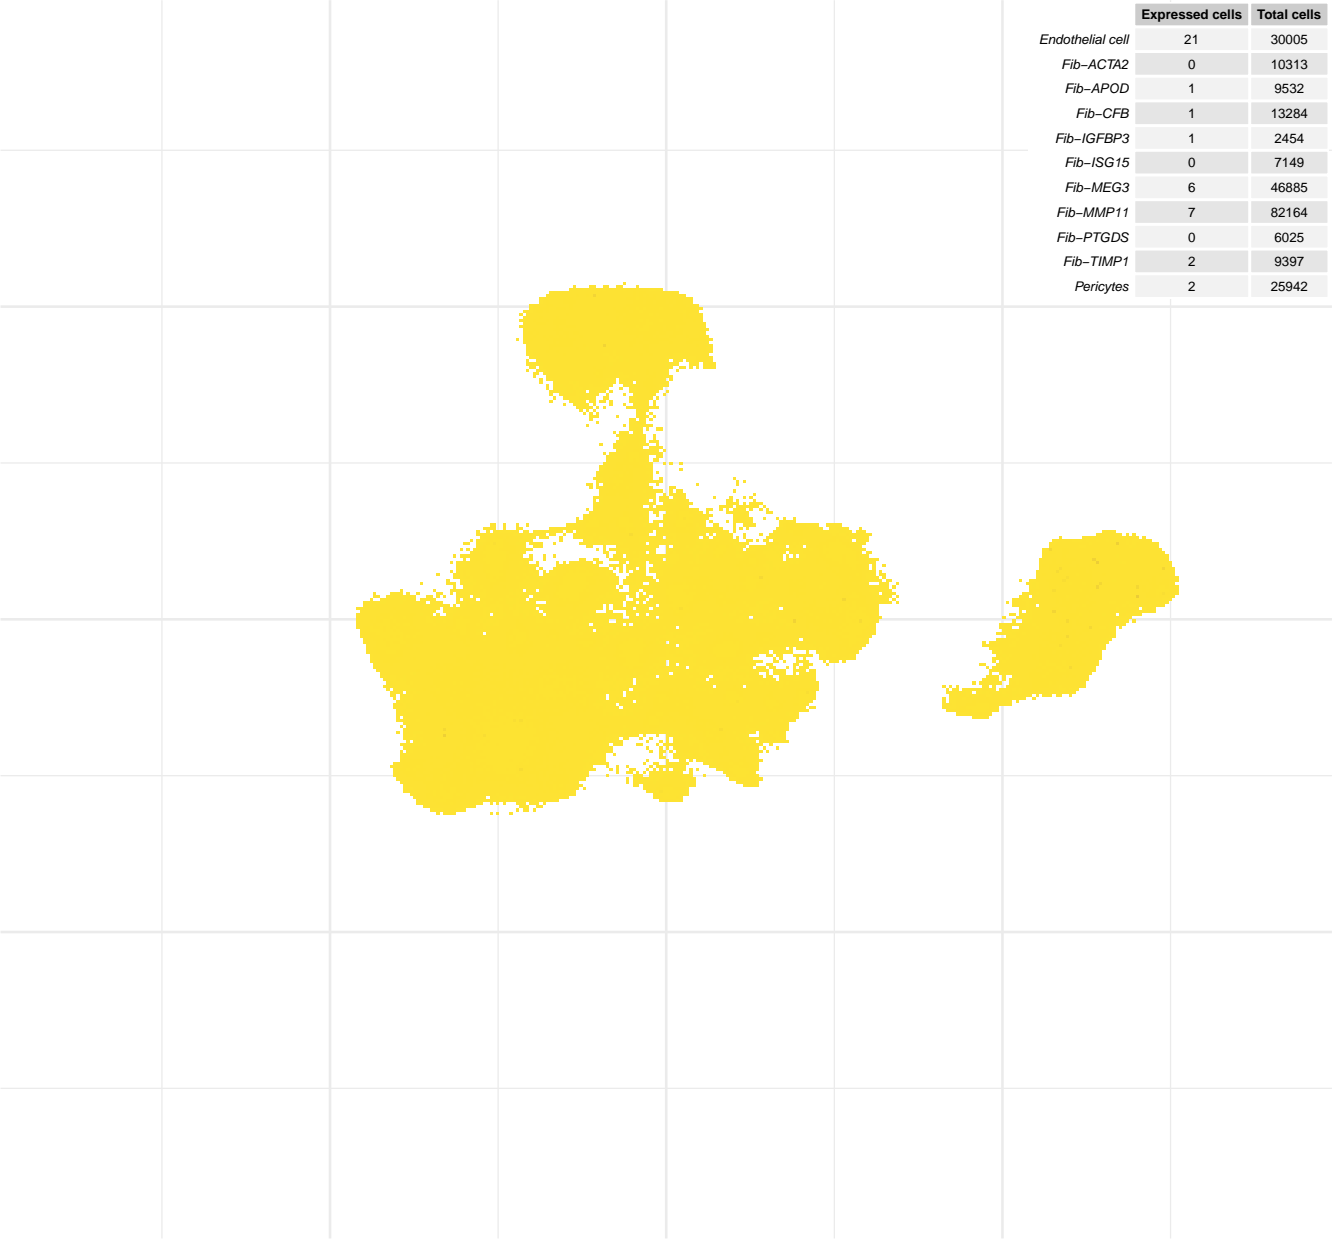 Expressed cells Total cells
Endothelial cell 21 30005
Fib−ACTA2 0 10313
Fib−APOD 1 9532
Fib−CFB 1 13284
Fib−IGFBP3 1 2454
Fib−ISG15 0 7149
Fib−MEG3 6 46885
Fib−MMP11 7 82164
Fib−PTGDS 0 6025
Fib−TIMP1 2 9397
Pericytes 2 25942